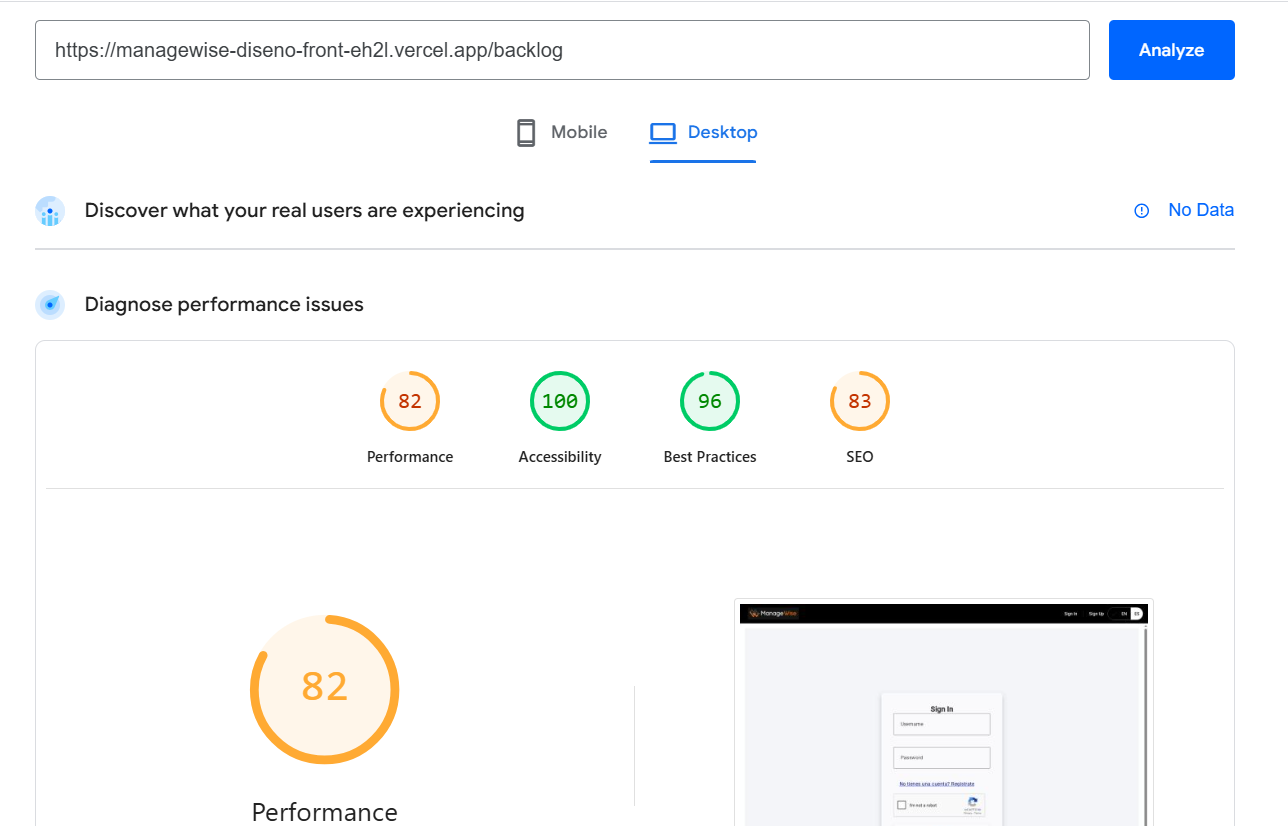 https://managewise-diseno-front-eh2l.vercel.app/backlog
Analyze
Mobile
Desktop
Discover what your real users are experiencing
No Data
Diagnose performance issues
82
100
96
83
Performance
Accessibility
Best Practices
SEO
82
Performance
ManageWise
Sign In
Sign Up
EN
ES
Sign In
Username
Password
No tienes una cuenta? Registrate
I'm not a robot